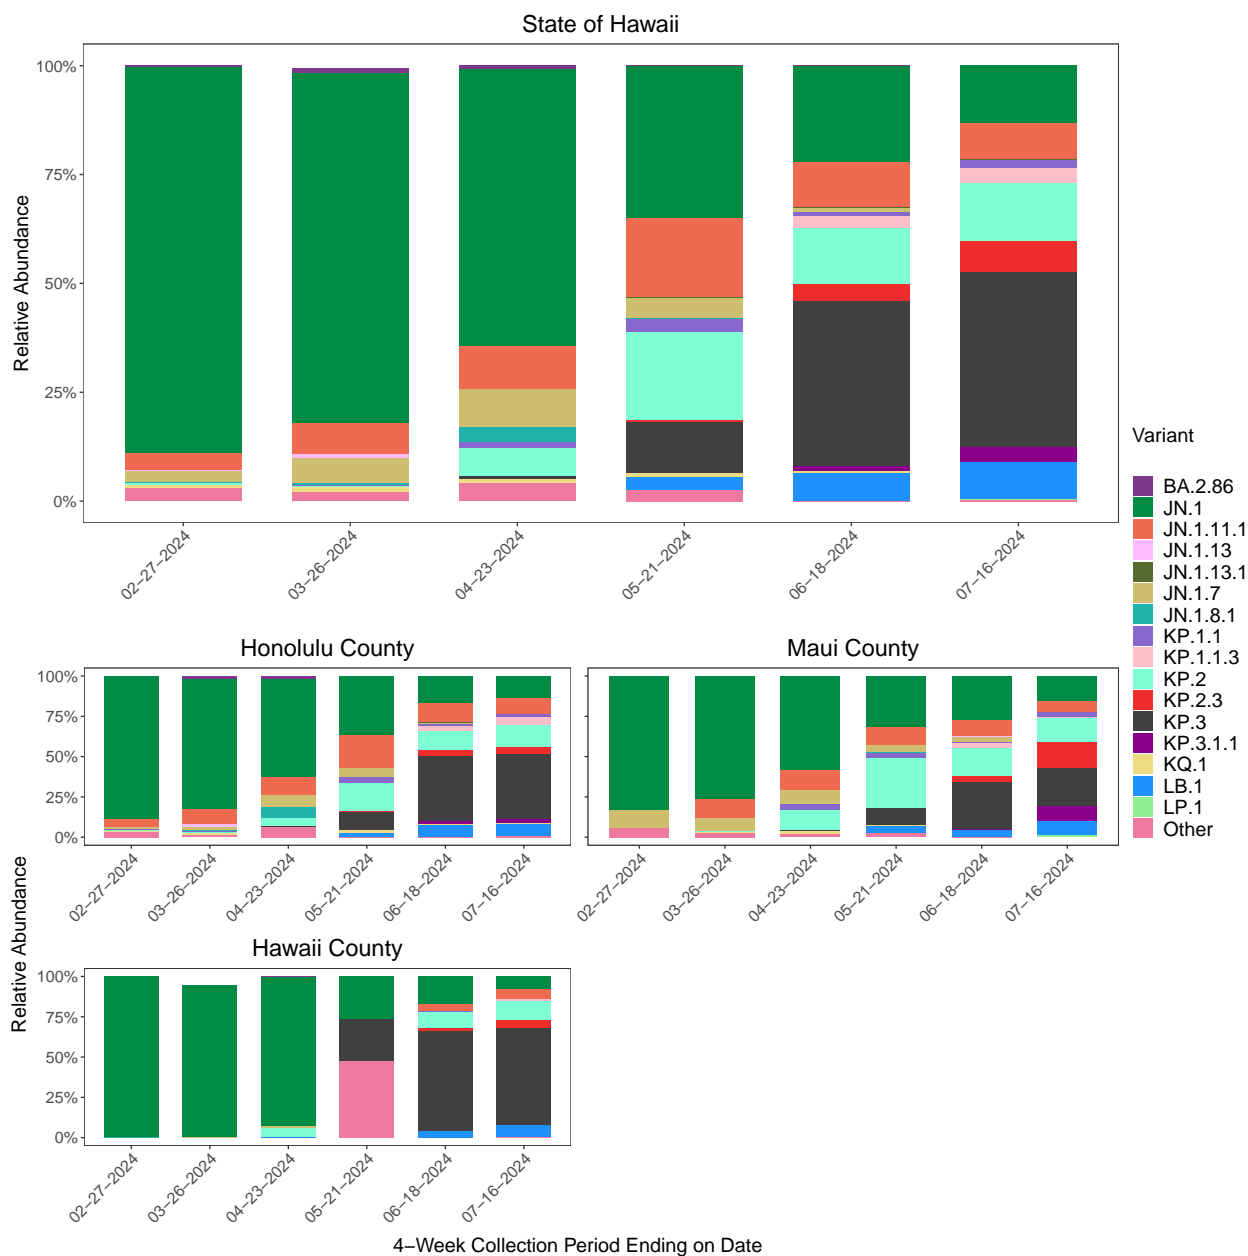 State of Hawaii
Relative Abundance
100%
75%
50%
25%
0%
02−27−2024
03−26−2024
04−23−2024
05−21−2024
06−18−2024
07−16−2024
Variant
BA.2.86
JN.1
JN.1.11.1
JN.1.13
JN.1.13.1
JN.1.7
JN.1.8.1
KP.1.1
KP.1.1.3
KP.2
KP.2.3
KP.3
KP.3.1.1
KQ.1
LB.1
LP.1
Other
Honolulu County
100%
75%
50%
25%
0%
02−27−2024
03−26−2024
04−23−2024
05−21−2024
06−18−2024
07−16−2024
Maui County
02−27−2024
03−26−2024
04−23−2024
05−21−2024
06−18−2024
07−16−2024
Relative Abundance
Hawaii County
100%
75%
50%
25%
0%
02−27−2024
03−26−2024
04−23−2024
05−21−2024
06−18−2024
07−16−2024
4−Week Collection Period Ending on Date